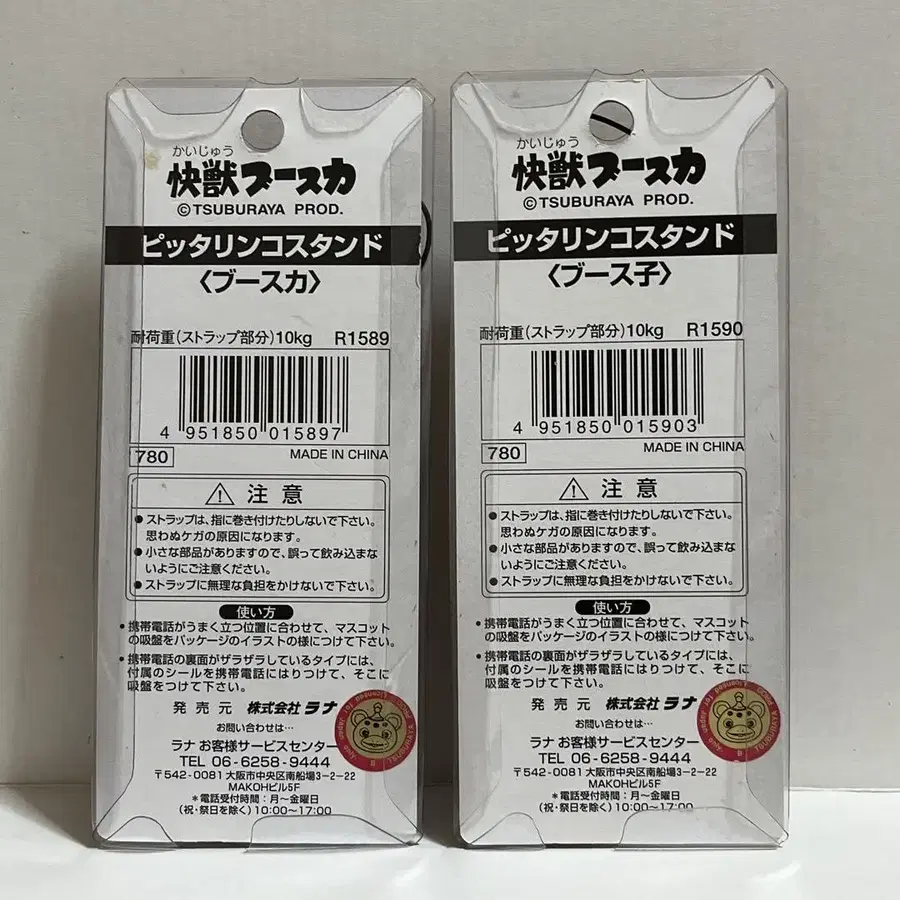 かいじゅう
快獣ブースカ
©TSUBURAYA PROD.
ピッタリンコスタンド
〈ブースカ〉
耐荷重(ストラップ部分)10kg R1589
4 951850 015897
780 MADE IN CHINA
注意
●ストラップは、指に巻き付けたりしないで下さい。
思わぬケガの原因になります。
●小さな部品がありますので、誤って飲み込まな
いようにご注意ください。
●ストラップに無理な負担をかけないで下さい。
使い方
•携帯電話がうまく立つ位置に合わせて、マスコット
の吸盤をパッケージのイラストの様につけて下さい。
•携帯電話の裏面がザラザラしているタイプには、
付属のシールを携帯電話にはりつけて、そこに
吸盤をつけて下さい。
発売元 株式会社ラナ
お問い合わせは…
ラナ お客様サービスセンター
TEL 06-6258-9444
〒542-0081 大阪市中央区南船場3-2-22
MAKOHビル5F
*電話受付時間:月～金曜日
(祝・祭日を除く)10:00～17:00
かいじゅう
快獣ブースカ
©TSUBURAYA PROD.
ピッタリンコスタンド
〈ブース子〉
耐荷重(ストラップ部分)10kg R1590
4 951850 015903
780 MADE IN CHINA
注意
●ストラップは、指に巻き付けたりしないで下さい。
思わぬケガの原因になります。
●小さな部品がありますので、誤って飲み込まな
いようにご注意ください。
●ストラップに無理な負担をかけないで下さい。
使い方
•携帯電話がうまく立つ位置に合わせて、マスコット
の吸盤をパッケージのイラストの様につけて下さい。
•携帯電話の裏面がザラザラしているタイプには、
付属のシールを携帯電話にはりつけて、そこに
吸盤をつけて下さい。
発売元 株式会社ラナ
お問い合わせは…
ラナ お客様サービスセンター
TEL 06-6258-9444
〒542-0081 大阪市中央区南船場3-2-22
MAKOHビル5F
*電話受付時間:月～金曜日
(祝・祭日を除く)10:00～17:00